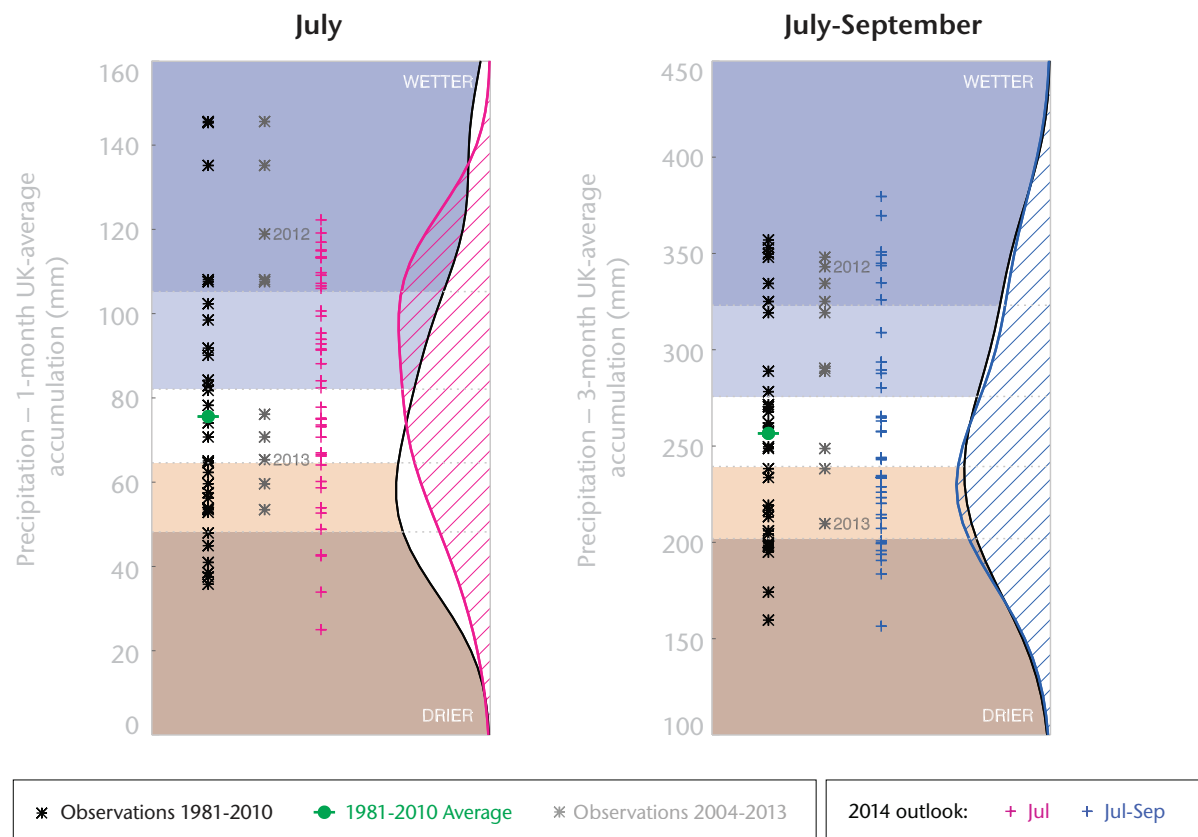 July
Precipitation – 1-month UK-average
accumulation (mm)
160
140
120
100
80
60
40
20
0
WETTER
2012
2013
DRIER
July-September
Precipitation – 3-month UK-average
accumulation (mm)
450
400
350
300
250
200
150
100
WETTER
2012
2013
DRIER
Observations 1981-2010 1981-2010 Average Observations 2004-2013
2014 outlook: Jul Jul-Sep